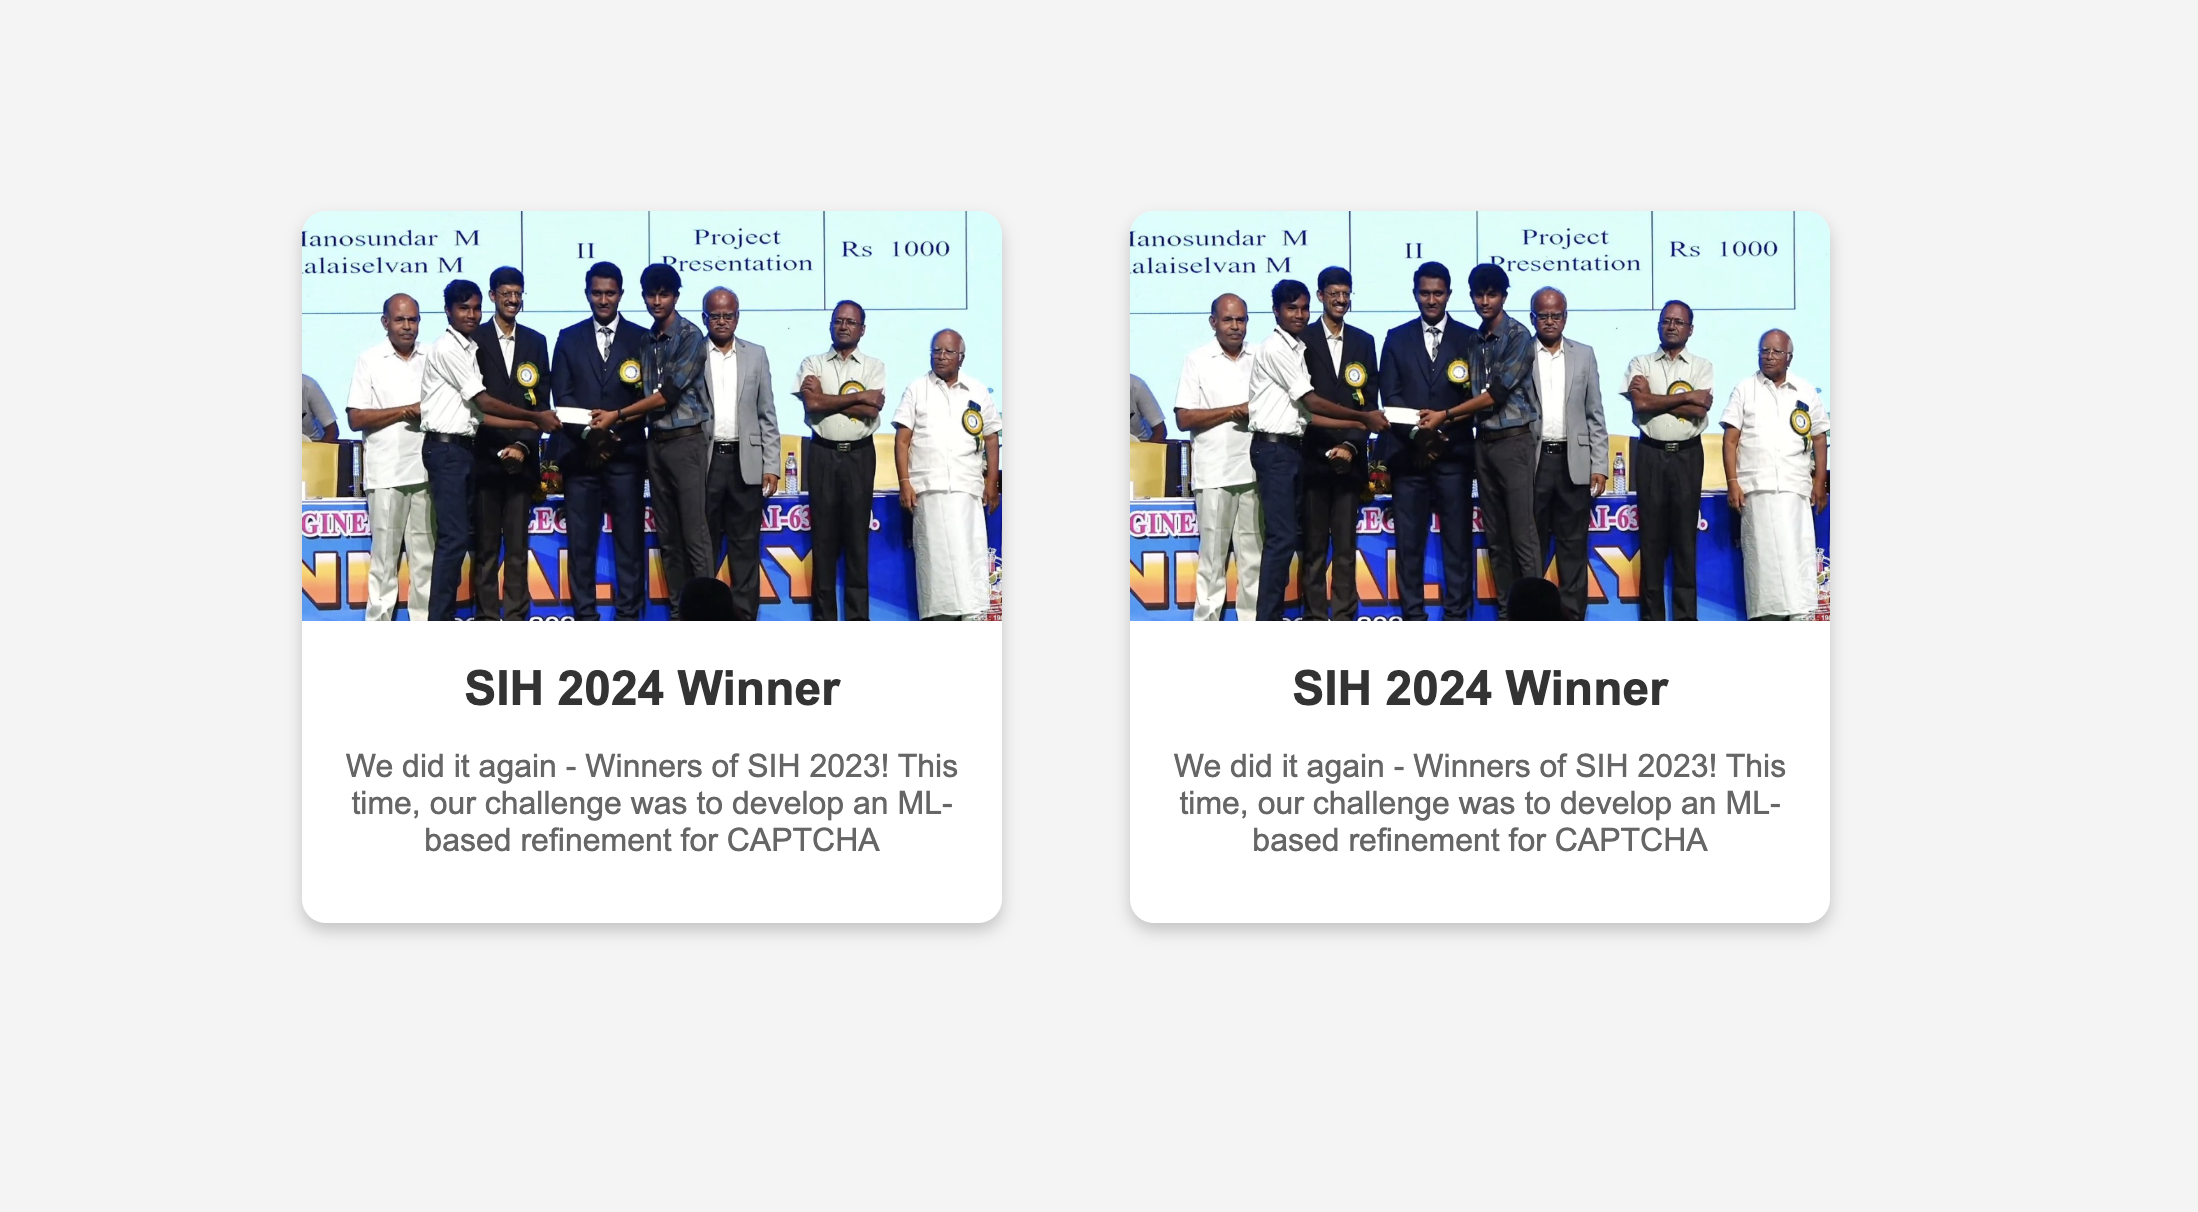 Manosundar M
alaiselvan M
II
Project
Presentation
Rs 1000
SIH 2024 Winner
We did it again - Winners of SIH 2023! This
time, our challenge was to develop an ML-
based refinement for CAPTCHA
Manosundar M
alaiselvan M
II
Project
Presentation
Rs 1000
SIH 2024 Winner
We did it again - Winners of SIH 2023! This
time, our challenge was to develop an ML-
based refinement for CAPTCHA